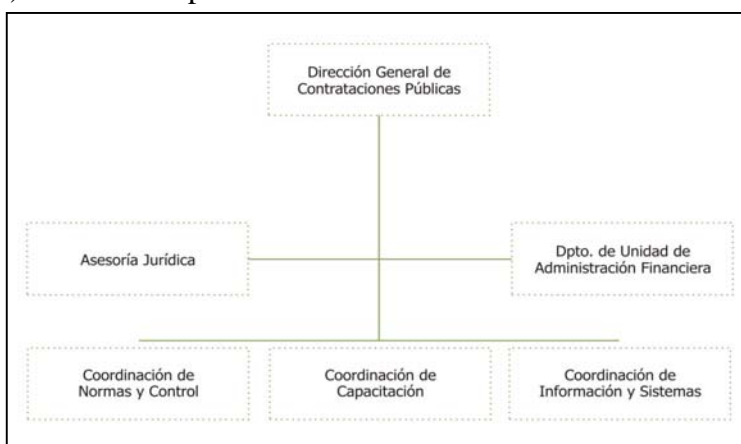 Dirección General de
Contrataciones Públicas
Asesoría Jurídica
Dpto. de Unidad de
Administración Financiera
Coordinación de
Normas y Control
Coordinación de
Capacitación
Coordinación de
Información y Sistemas